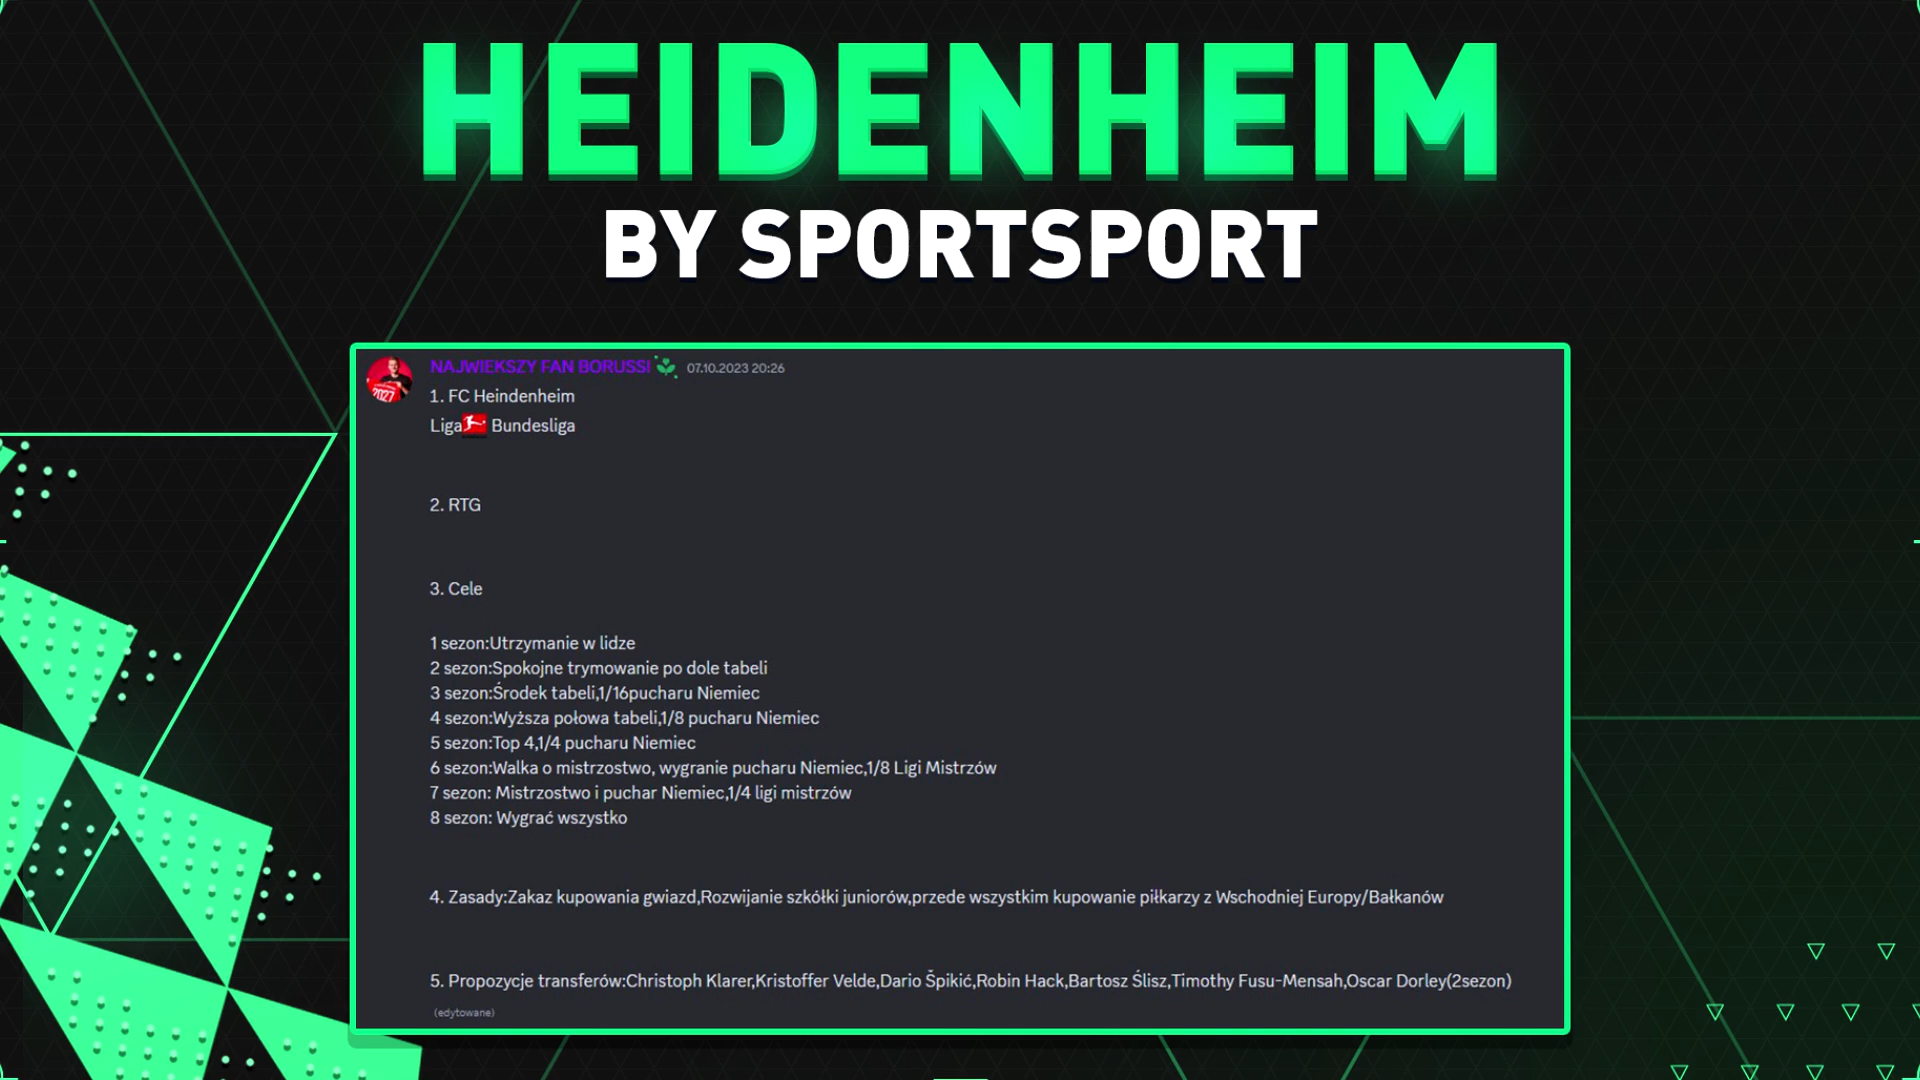 HEIDENHEIM
BY SPORTSPORT
NAJWIEKSZY FAN BORUSSI 07.10.2023 20:26
1. FC Heindenheim
Liga Bundesliga
2. RTG
3. Cele
1 sezon:Utrzymanie w lidze
2 sezon:Spokojne trymowanie po dole tabeli
3 sezon:Środek tabeli,1/16pucharu Niemiec
4 sezon:Wyższa połowa tabeli,1/8 pucharu Niemiec
5 sezon:Top 4,1/4 pucharu Niemiec
6 sezon:Walka o mistrzostwo, wygranie pucharu Niemiec,1/8 Ligi Mistrzów
7 sezon: Mistrzostwo i puchar Niemiec,1/4 ligi mistrzów
8 sezon: Wygrać wszystko
4. Zasady:Zakaz kupowania gwiazd,Rozwijanie szkółki juniorów,przede wszystkim kupowanie piłkarzy z Wschodniej Europy/Bałkanów
5. Propozycje transferów:Christoph Klarer,Kristoffer Velde,Dario Špikić,Robin Hack,Bartosz Ślisz,Timothy Fusu-Mensah,Oscar Dorley(2sezon)
(edytowane)
2027